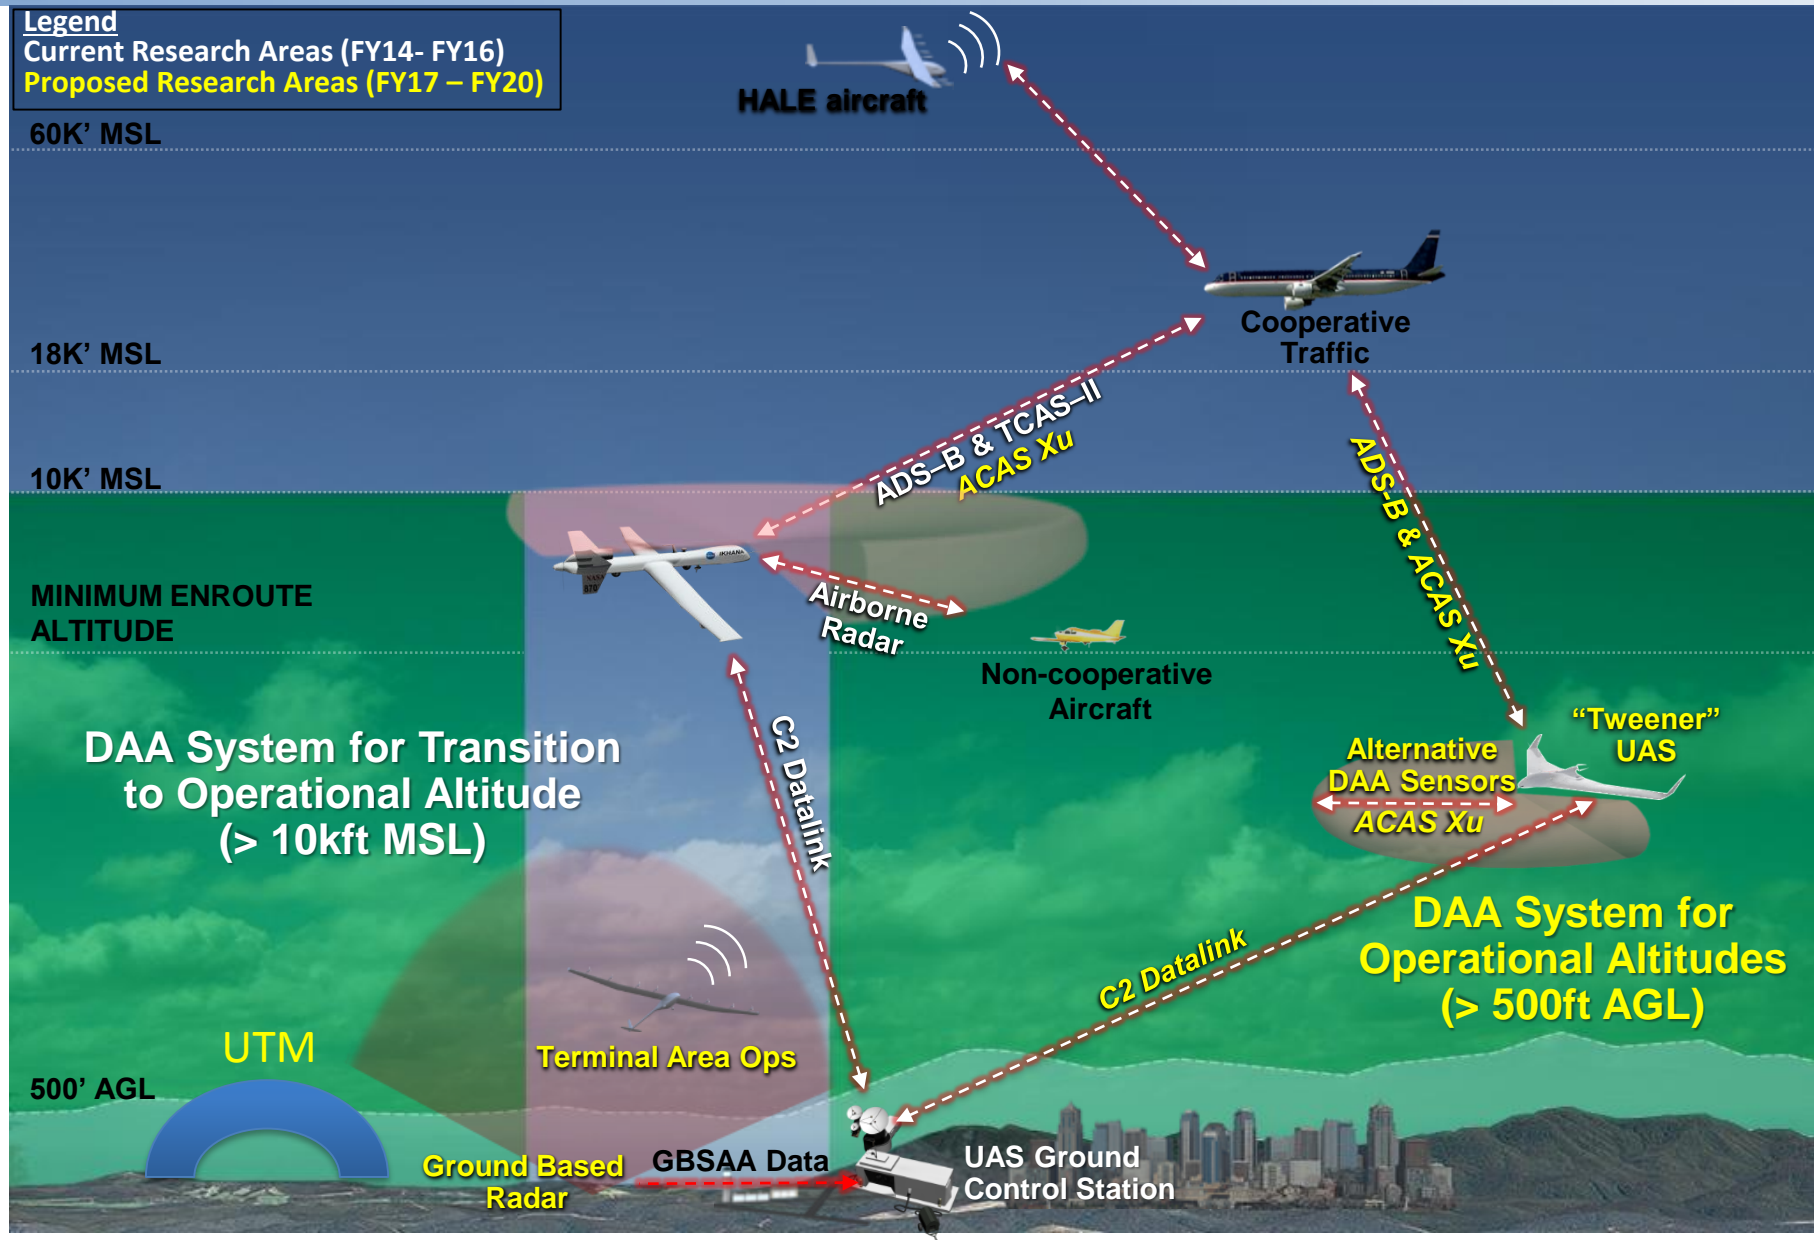 Legend
Current Research Areas (FY14- FY16)
Proposed Research Areas (FY17 – FY20)
HALE aircraft
60K' MSL
Cooperative
Traffic
18K' MSL
ADS–B & TCAS–II
ACAS Xu
10K' MSL
ADS-B & ACAS Xu
IKHANA
NASA
870
MINIMUM ENROUTE
ALTITUDE
Airborne
Radar
Non-cooperative
Aircraft
C2 Datalink
DAA System for Transition
to Operational Altitude
(> 10kft MSL)
“Tweener”
UAS
Alternative
DAA Sensors
ACAS Xu
DAA System for
Operational Altitudes
(> 500ft AGL)
C2 Datalink
UTM
Terminal Area Ops
500' AGL
Ground Based
Radar
GBSAA Data
UAS Ground
Control Station